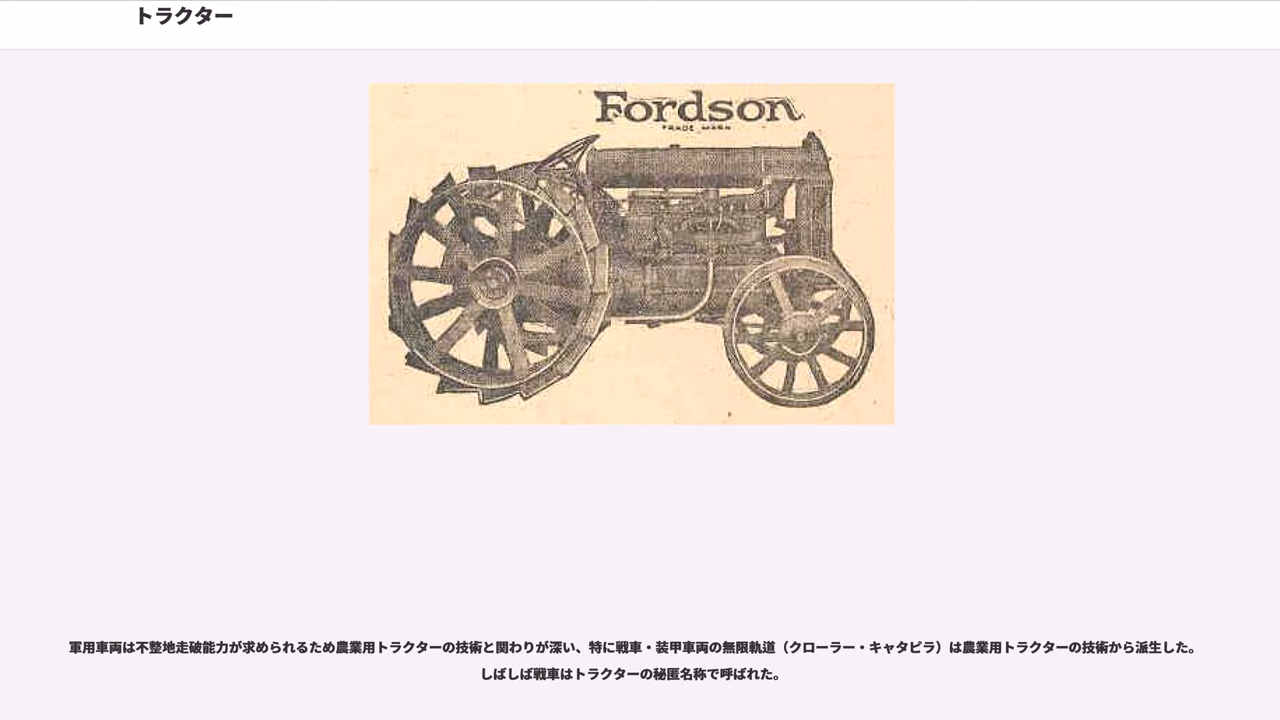 トラクター
Fordson
TRADE MARK
軍用車両は不整地走破能力が求められるため農業用トラクターの技術と関わりが深い、特に戦車・装甲車両の無限軌道（クローラー・キャタピラ）は農業用トラクターの技術から派生した。
しばしば戦車はトラクターの秘匿名称で呼ばれた。